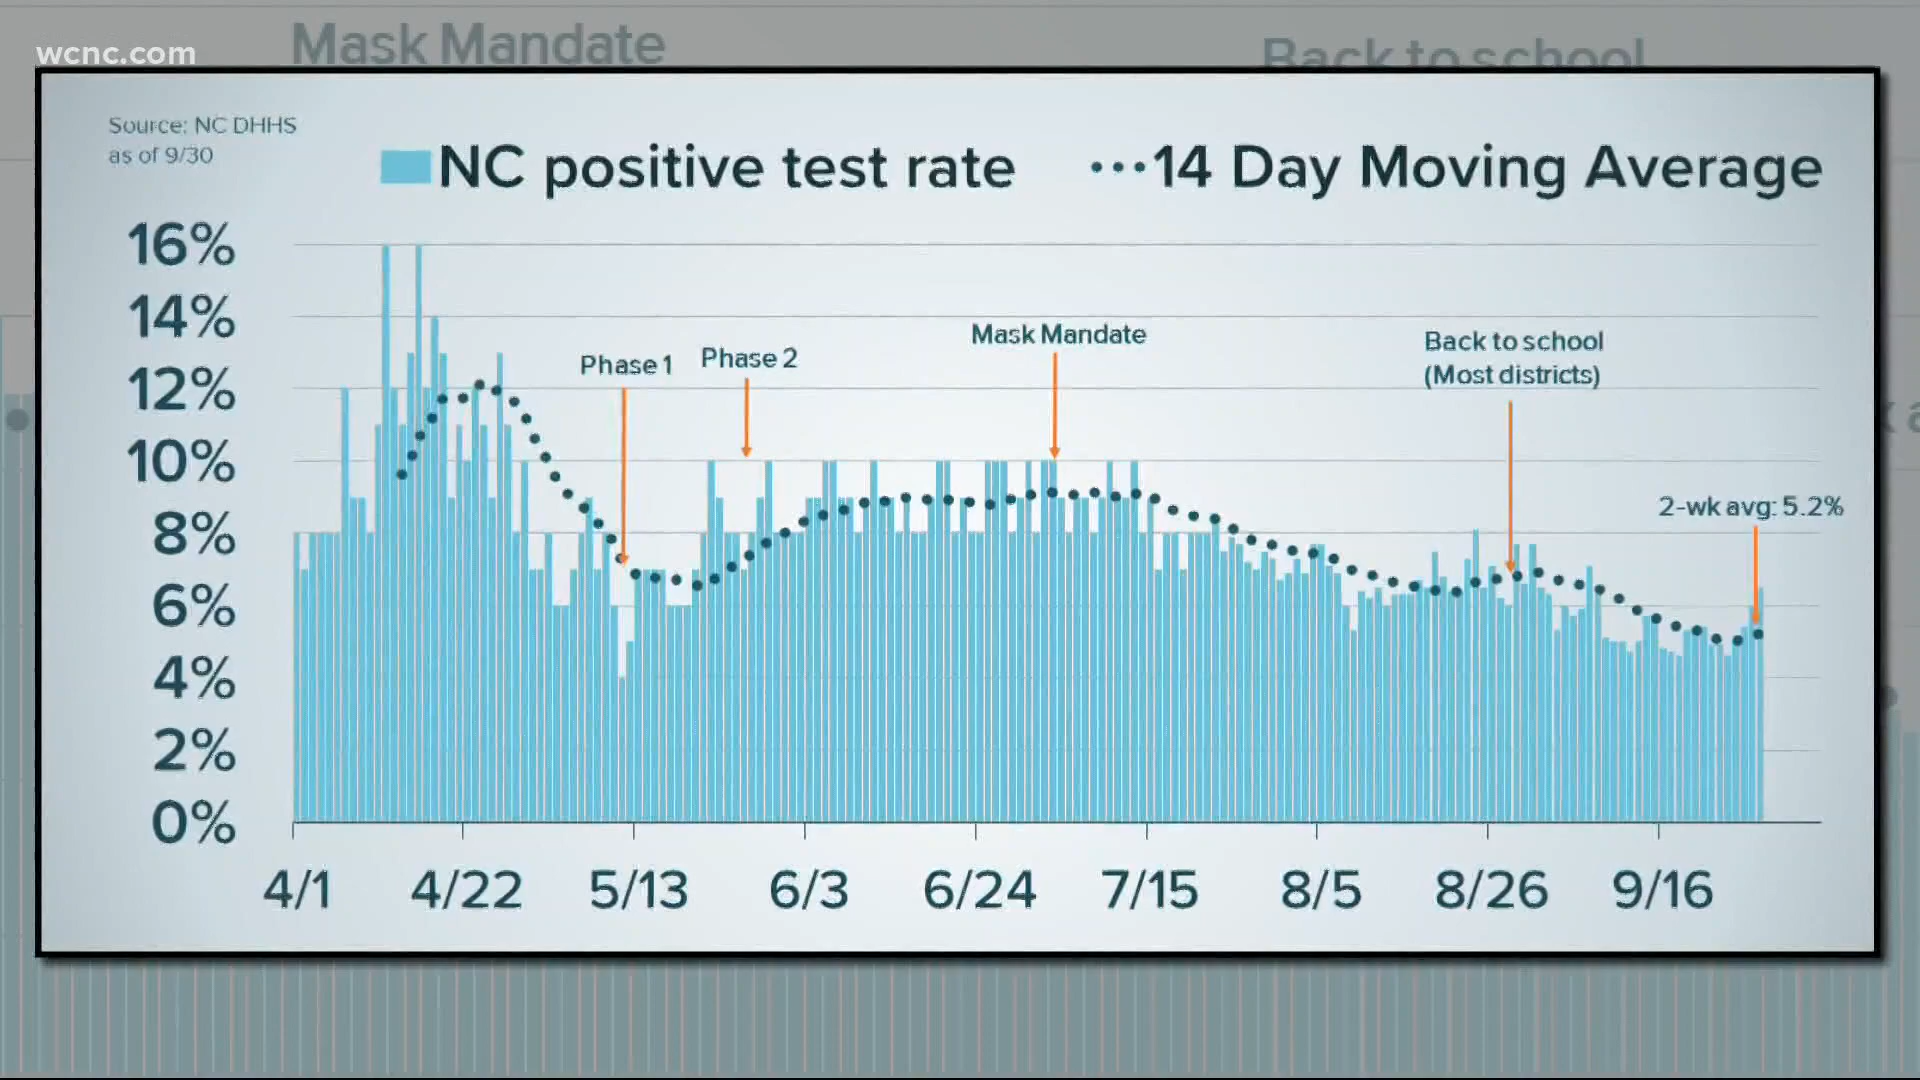 Mask Mandate
Back to school
wcnc.com
Source: NC DHHS
as of 9/30
NC positive test rate
14 Day Moving Average
16%
14%
12%
10%
8%
6%
4%
2%
0%
Phase 1
Phase 2
Mask Mandate
Back to school
(Most districts)
2-wk avg: 5.2%
4/1 4/22 5/13 6/3 6/24 7/15 8/5 8/26 9/16